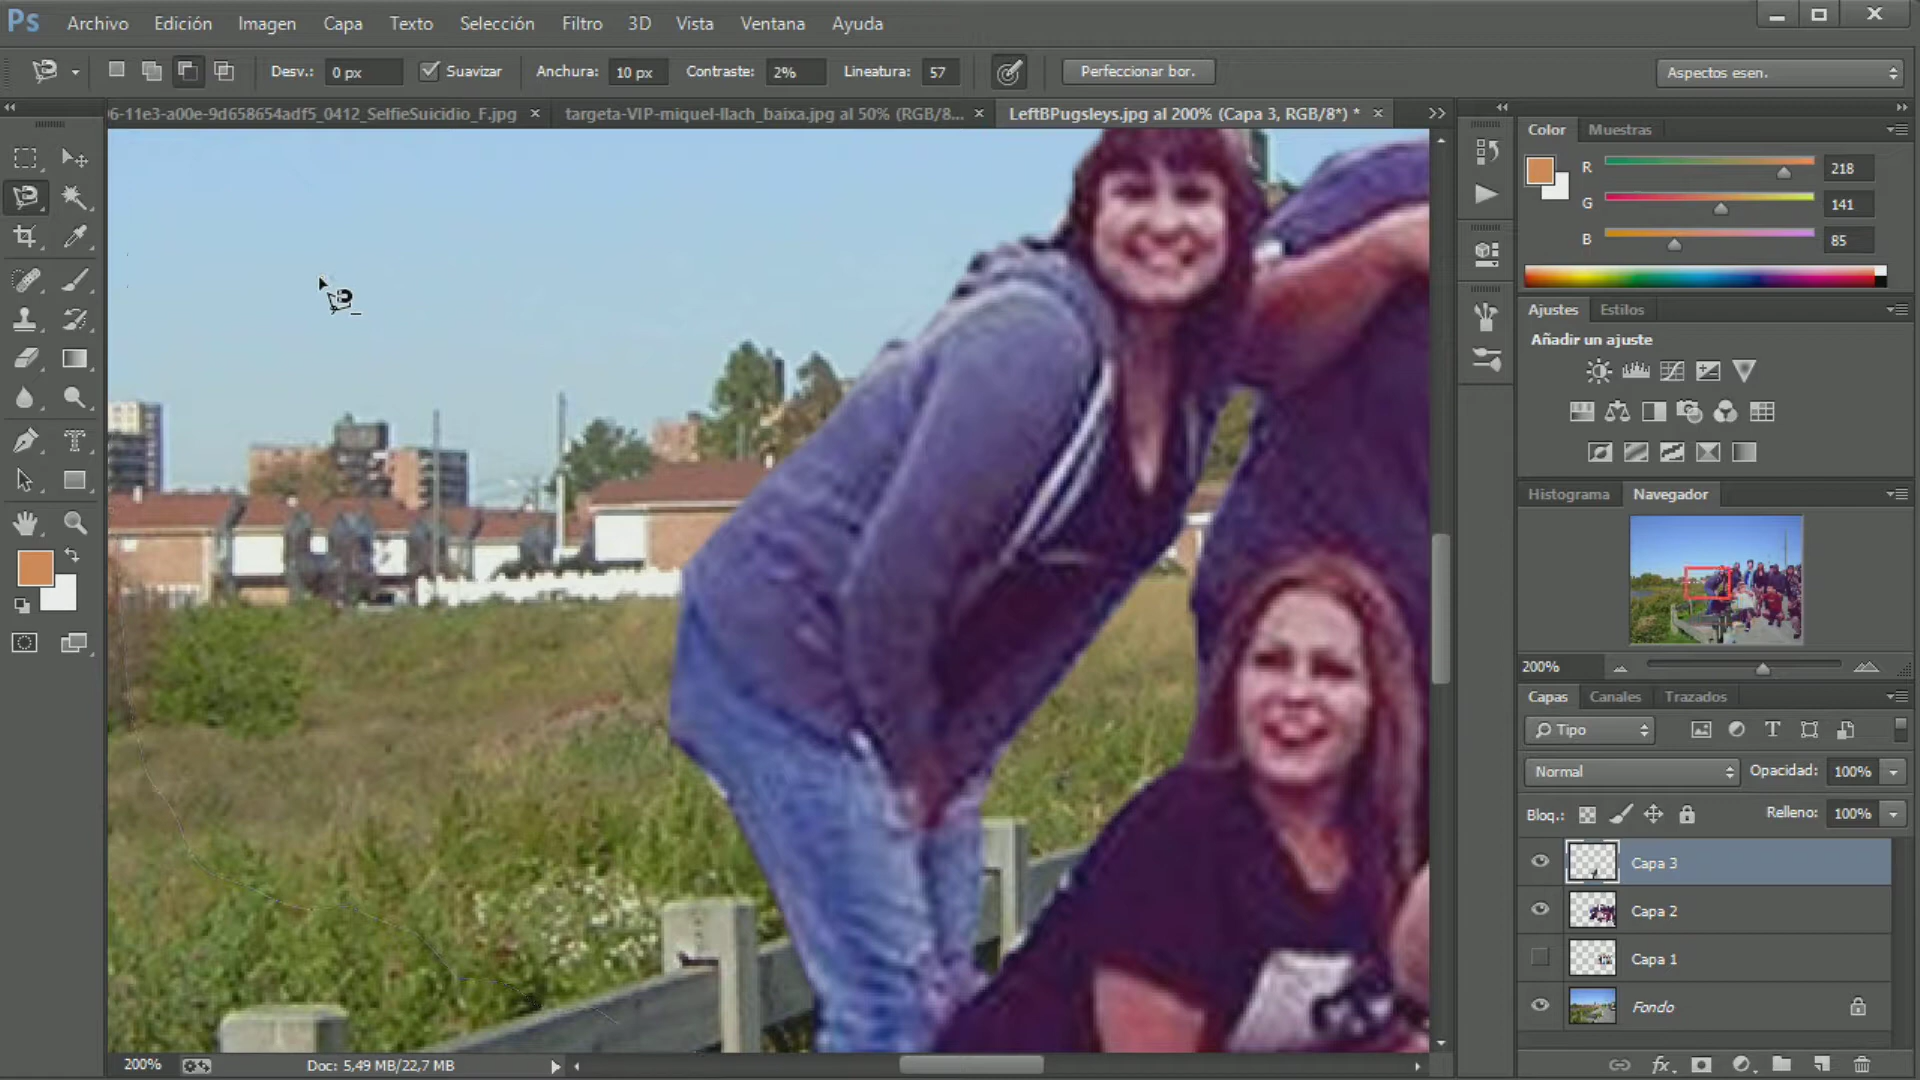 Ps Archivo Edición Imagen Capa Texto Selección Filtro 3D Vista Ventana Ayuda
Desv.: 0 px Suavizar Anchura: 10 px Contraste: 2% Lineatura: 57 Perfeccionar bor. Aspectos esen.
6-11e3-a00e-9d658654adf5_0412_SelfieSuicidio_F.jpg × targeta-VIP-miquel-llach_baixa.jpg al 50% (RGB/8... × LeftBPugsleys.jpg al 200% (Capa 3, RGB/8*) * ×
Color Muestras
R 218
G 141
B 85
Ajustes Estilos
Añadir un ajuste
Histograma Navegador
200%
Capas Canales Trazados
Tipo
Normal Opacidad: 100%
Bloq.: Relleno: 100%
Capa 3
Capa 2
Capa 1
Fondo
200% Doc: 5,49 MB/22,7 MB